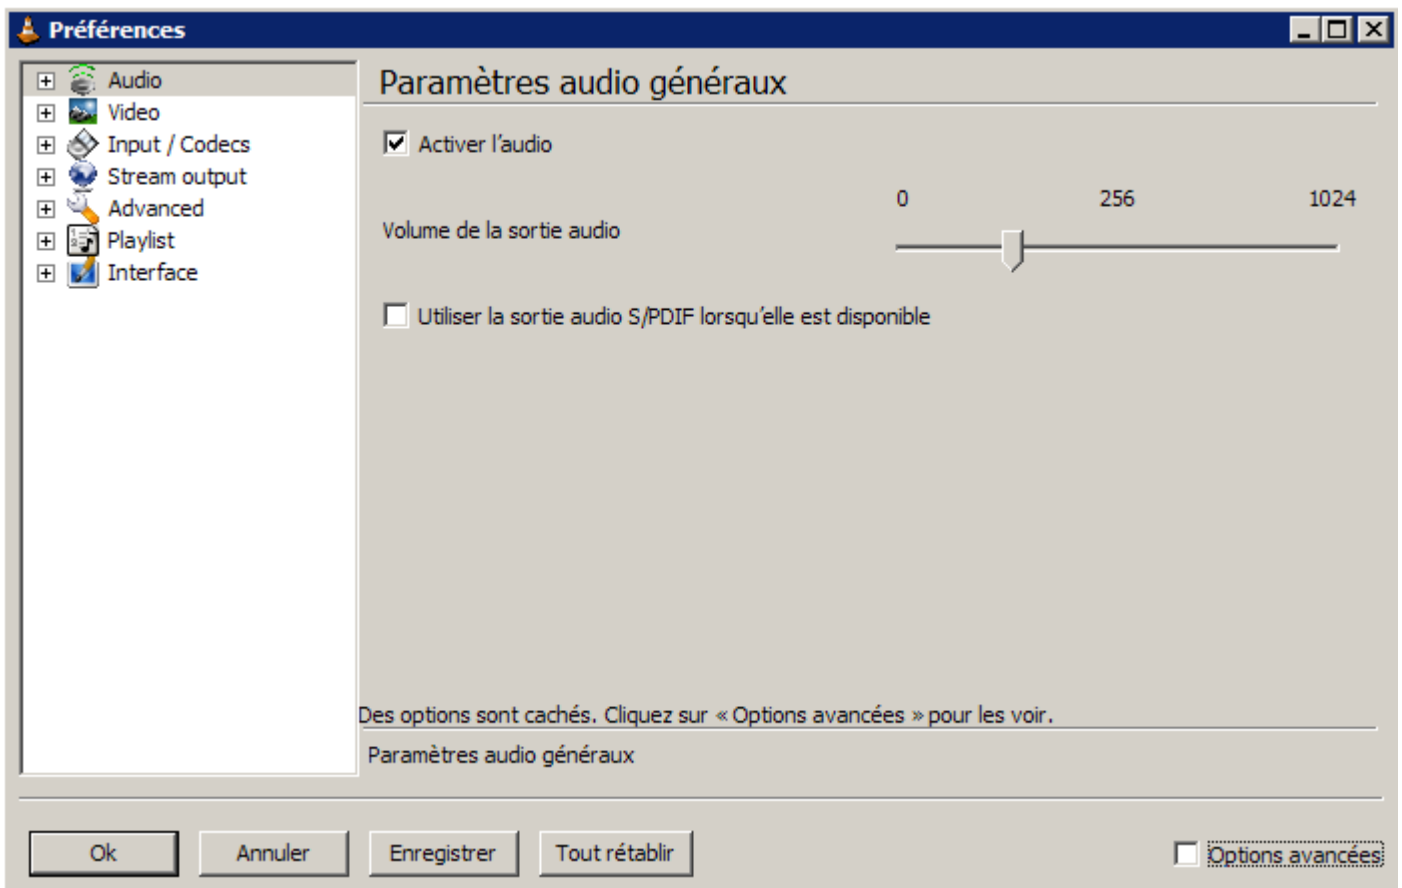 Préférences
Audio
Video
Input / Codecs
Stream output
Advanced
Playlist
Interface
Paramètres audio généraux
Activer l'audio
0 256 1024
Volume de la sortie audio
Utiliser la sortie audio S/PDIF lorsqu'elle est disponible
Des options sont cachés. Cliquez sur « Options avancées » pour les voir.
Paramètres audio généraux
Ok Annuler Enregistrer Tout rétablir Options avancées